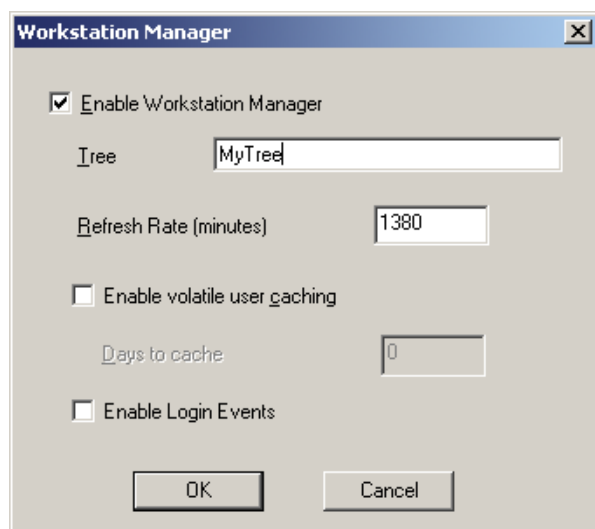 Workstation Manager
Enable Workstation Manager
Tree MyTree
Refresh Rate (minutes) 1380
Enable volatile user caching
Days to cache 0
Enable Login Events
OK Cancel